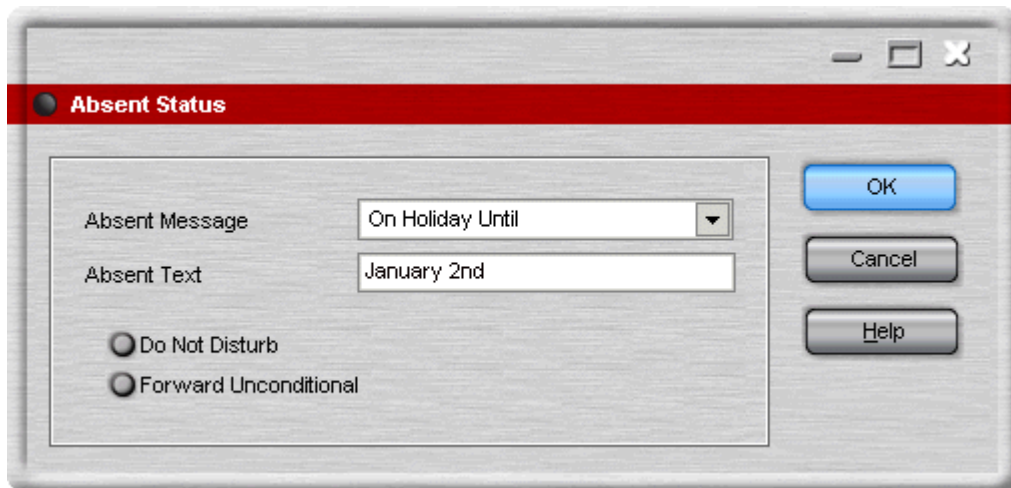 Absent Status
Absent Message
On Holiday Until
Absent Text
January 2nd
Do Not Disturb
Forward Unconditional
OK
Cancel
Help